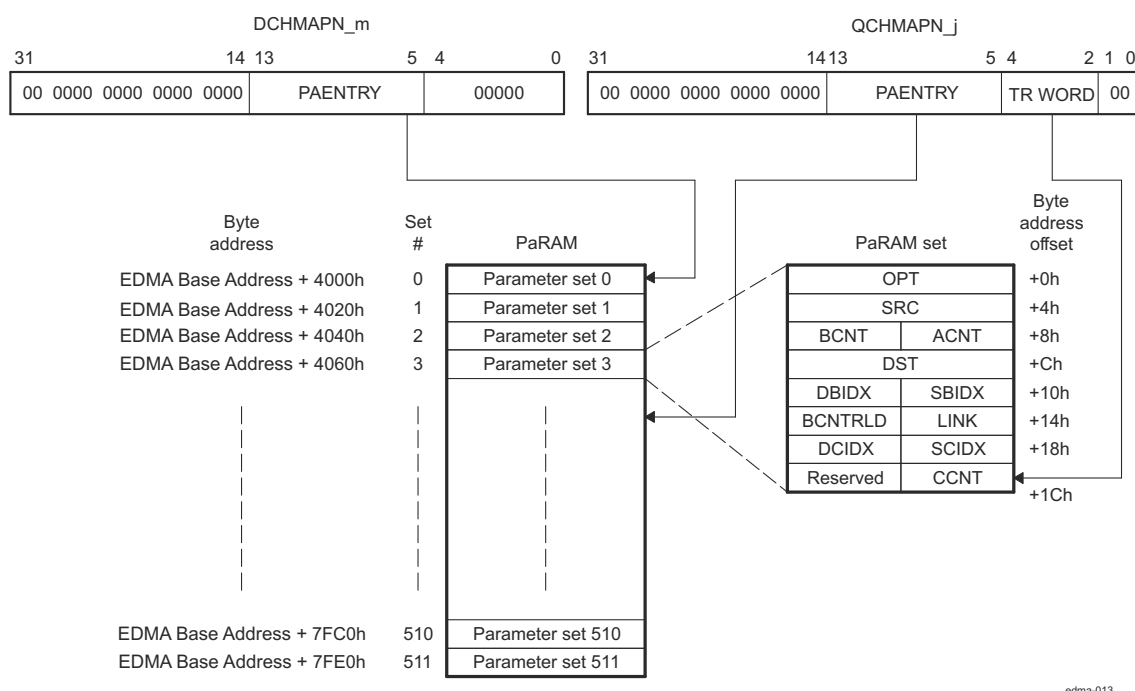 DCHMAPN_m QCHMAPN_j
31 14 13 5 4 0 31 14 13 5 4 2 1 0
00 0000 0000 0000 0000 PAENTRY 00000 00 0000 0000 0000 0000 PAENTRY TR WORD 00
Byte address Set # PaRAM PaRAM set Byte address offset
EDMA Base Address + 4000h 0 Parameter set 0 OPT +0h
EDMA Base Address + 4020h 1 Parameter set 1 SRC +4h
EDMA Base Address + 4040h 2 Parameter set 2 BCNT ACNT +8h
EDMA Base Address + 4060h 3 Parameter set 3 DST +Ch
DBIDX SBIDX +10h
BCNTRLD LINK +14h
DCIDX SCIDX +18h
Reserved CCNT +1Ch
EDMA Base Address + 7FC0h 510 Parameter set 510
EDMA Base Address + 7FE0h 511 Parameter set 511
edma-013